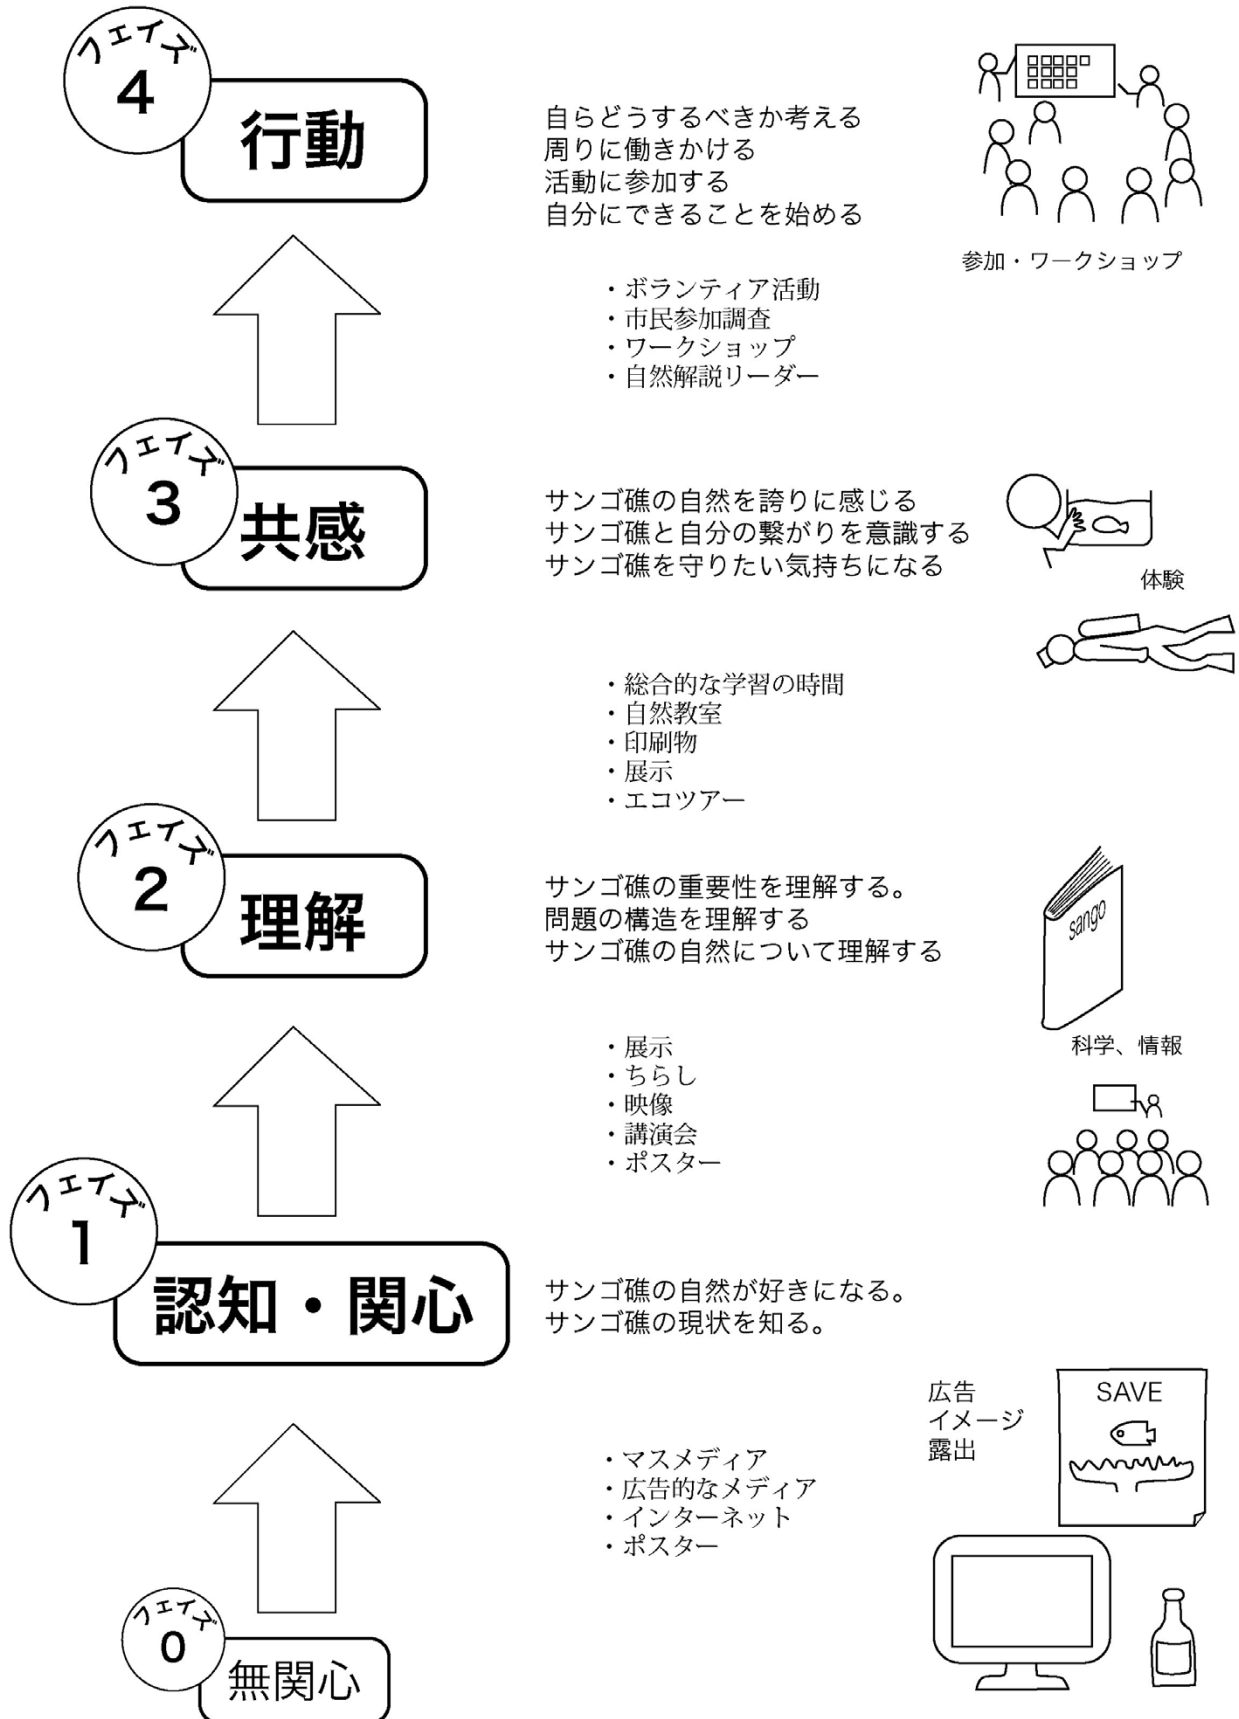 フェイズ
4
行動
自らどうするべきか考える
周りに働きかける
活動に参加する
自分にできることを始める
参加・ワークショップ
・ボランティア活動
・市民参加調査
・ワークショップ
・自然解説リーダー
フェイズ
3
共感
サンゴ礁の自然を誇りに感じる
サンゴ礁と自分の繋がりを意識する
サンゴ礁を守りたい気持ちになる
体験
・総合的な学習の時間
・自然教室
・印刷物
・展示
・エコツアー
フェイズ
2
理解
サンゴ礁の重要性を理解する。
問題の構造を理解する
サンゴ礁の自然について理解する
sango
科学、情報
・展示
・ちらし
・映像
・講演会
・ポスター
フェイズ
1
認知・関心
サンゴ礁の自然が好きになる。
サンゴ礁の現状を知る。
広告
イメージ
露出
SAVE
・マスメディア
・広告的なメディア
・インターネット
・ポスター
フェイズ
0
無関心